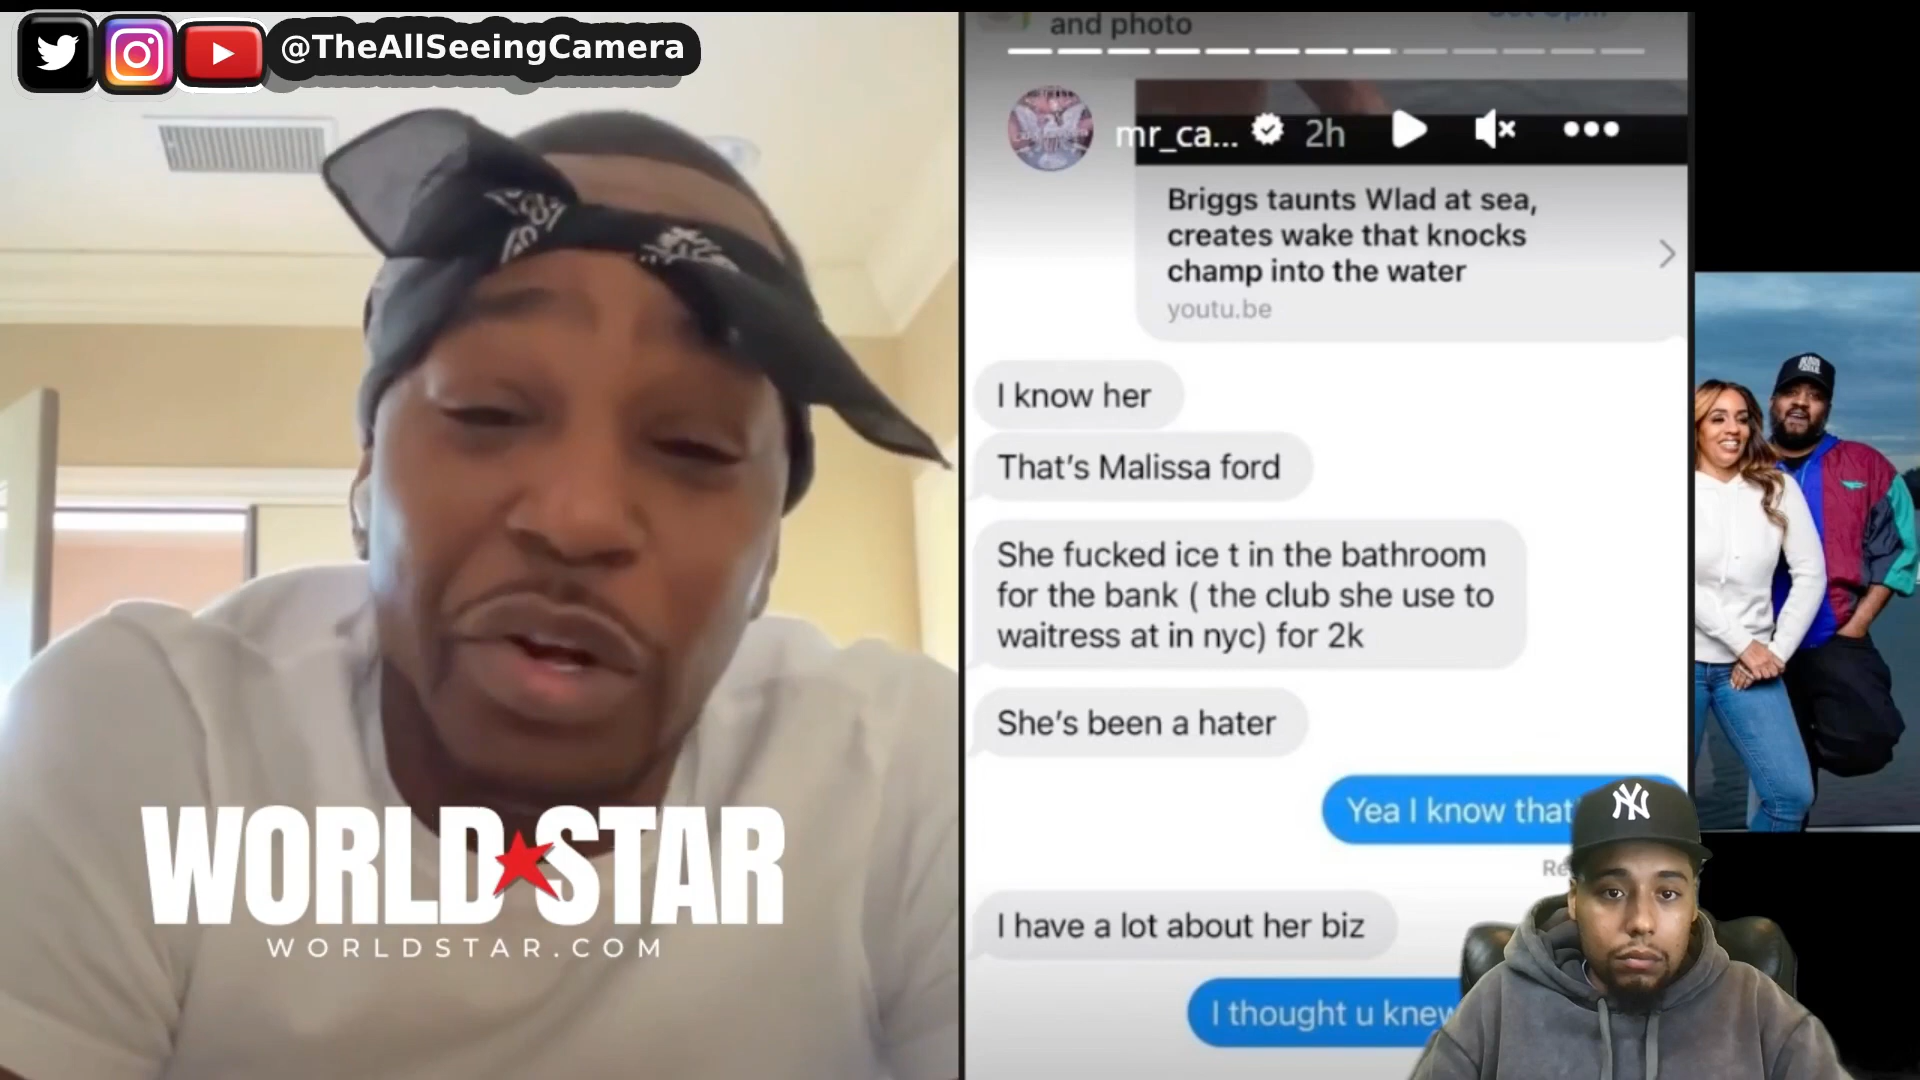 @TheAllSeeingCamera
and photo
mr_ca...
2h
Briggs taunts Wlad at sea,
creates wake that knocks
champ into the water
youtu.be
I know her
That's Malissa ford
She fucked ice t in the bathroom
for the bank ( the club she use to
waitress at in nyc) for 2k
She's been a hater
Yea I know that
I have a lot about her biz
I thought u knew
WORLD STAR
WORLDSTAR.COM
NY